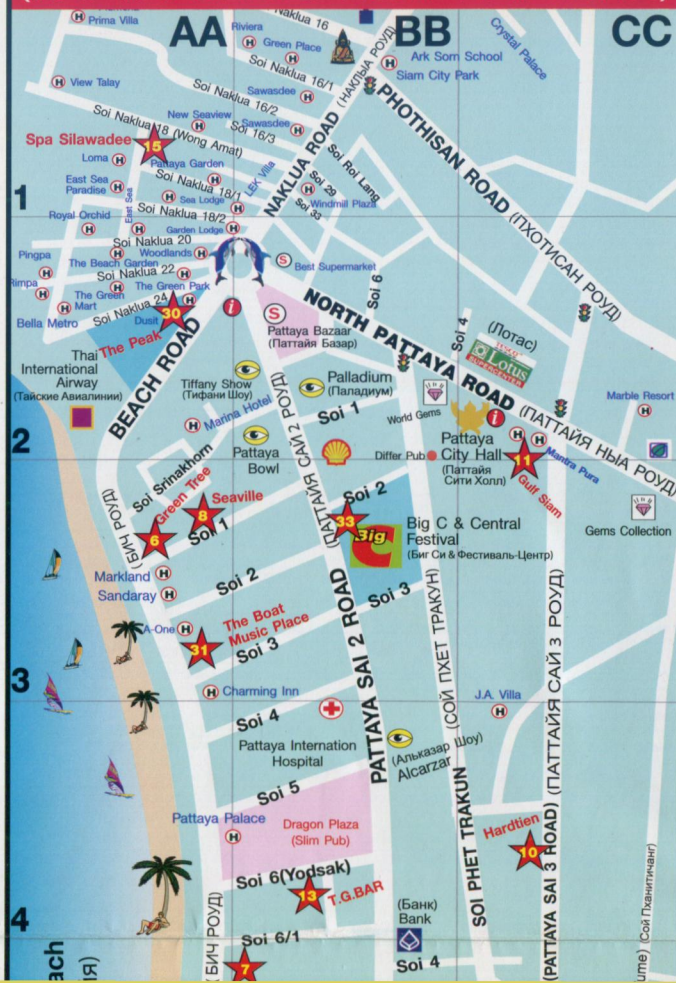 Prima Villa
AA
BB
CC
Riviera
Soi Naklua 16
Green Place
Ark Som School
Siam City Park
Crystal Palace
View Talay
Soi Naklua 16/1
Sawasdee
Soi Naklua 16/2
New Seaview
Sawasdee
Soi 16/3
Soi Naklua 18 (Wong Amat)
NAKLUA ROAD (НАКЛЫА РОУД)
PHOTHISAN ROAD (ПХОТИСАН РОУД)
Spa Silawadee
15
Loma
Pattaya Garden
LEK Villa
Soi Roi Lang
East Sea
Paradise
Soi Naklua 18/1
Soi 29
Soi 33
1
Sea Lodge
Windmill Plaza
Royal Orchid
East Sea
Soi Naklua 18/2
Garden Lodge
Soi Naklua 20
Pingpa
The Beach Garden
Woodlands
Best Supermarket
Soi Naklua 22
Rimpa
The Green Park
Soi 6
The Green
Mart
Soi Naklua 24
30
Dusit
Bella Metro
The Peak
NORTH PATTAYA ROAD (ПАТТАЙЯ НЫА РОУД)
Pattaya Bazaar
(Паттайя Базар)
Soi 4
(Лотас)
Lotus
SUPERCENTER
Thai
International
Airway
(Тайские Авиалинии)
BEACH ROAD
(БИЧ РОУД)
Tiffany Show
(Тифани Шоу)
Palladium
(Паладиум)
Marina Hotel
Soi 1
World Gems
Marble Resort
2
Pattaya
Bowl
Differ Pub
Pattaya
City Hall
(Паттайя
Сити Холл)
11
Mantra Pura
Gulf Siam
Soi Srinakhorn
Green Tree
Seaville
8
6
Soi 1
Soi 2
33
Big
Big C & Central
Festival
(Биг Си & Фестиваль-Центр)
Gems Collection
Markland
Sandaray
Soi 2
Soi 3
A-One
The Boat
Music Place
31
Soi 3
PATTAYA SAI 2 ROAD (ПАТТАЙЯ САЙ 2 РОУД)
SOI PHET TRAKUN (СОЙ ПХЕТ ТРАКУН)
(PATTAYA SAI 3 ROAD) (ПАТТАЙЯ САЙ 3 РОУД)
3
Charming Inn
J.A. Villa
Soi 4
Pattaya Internation
Hospital
(Альказар Шоу)
Alcarzar
Soi 5
Pattaya Palace
Dragon Plaza
(Slim Pub)
Hardtien
10
Soi 6(Yodsak)
13
T.G.BAR
(Банк)
Bank
4
(БИЧ РОУД)
Soi 6/1
7
Soi 4
(Сой Пханитчанг)